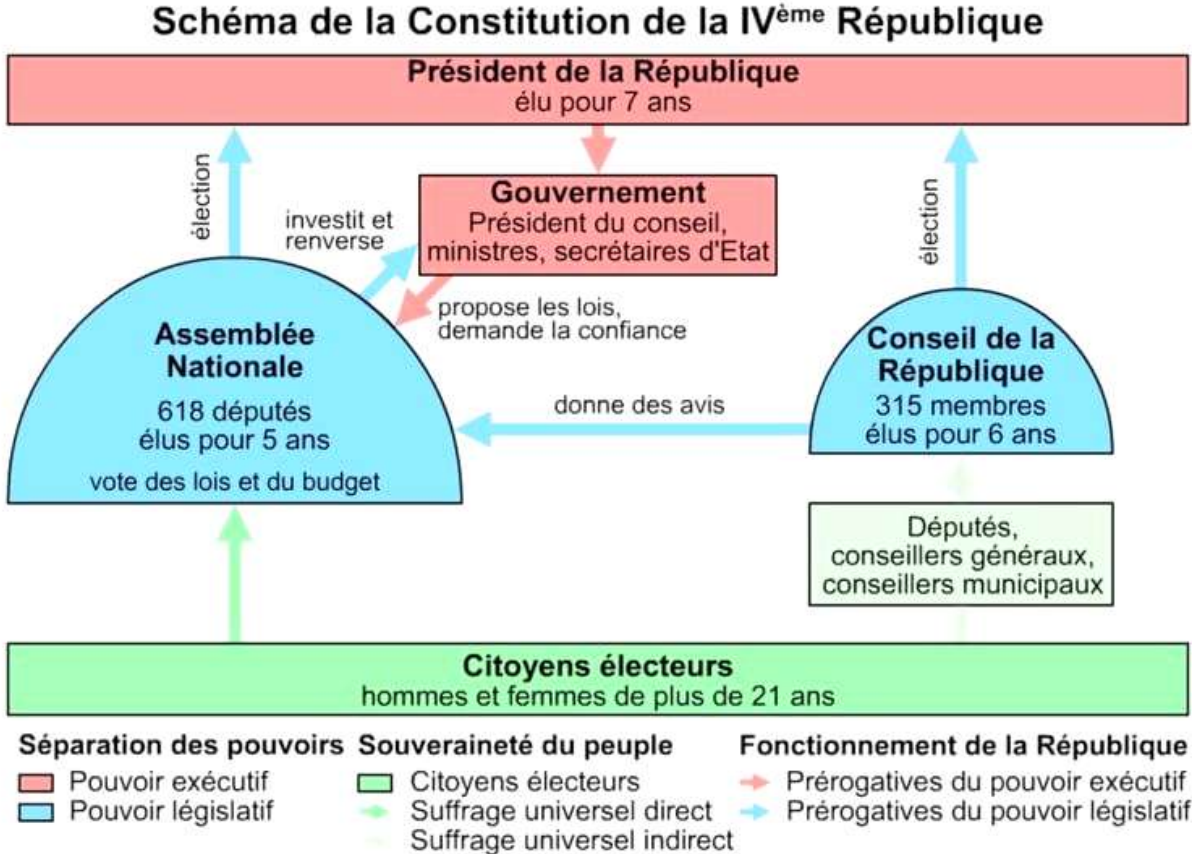 Schéma de la Constitution de la IVème République
Président de la République
élu pour 7 ans
élection
investit et
renverse
Gouvernement
Président du conseil,
ministres, secrétaires d'Etat
élection
propose les lois,
demande la confiance
Assemblée
Nationale
618 députés
élus pour 5 ans
vote des lois et du budget
donne des avis
Conseil de la
République
315 membres
élus pour 6 ans
Députés,
conseillers généraux,
conseillers municipaux
Citoyens électeurs
hommes et femmes de plus de 21 ans
Séparation des pouvoirs
Pouvoir exécutif
Pouvoir législatif
Souveraineté du peuple
Citoyens électeurs
Suffrage universel direct
Suffrage universel indirect
Fonctionnement de la République
Prérogatives du pouvoir exécutif
Prérogatives du pouvoir législatif